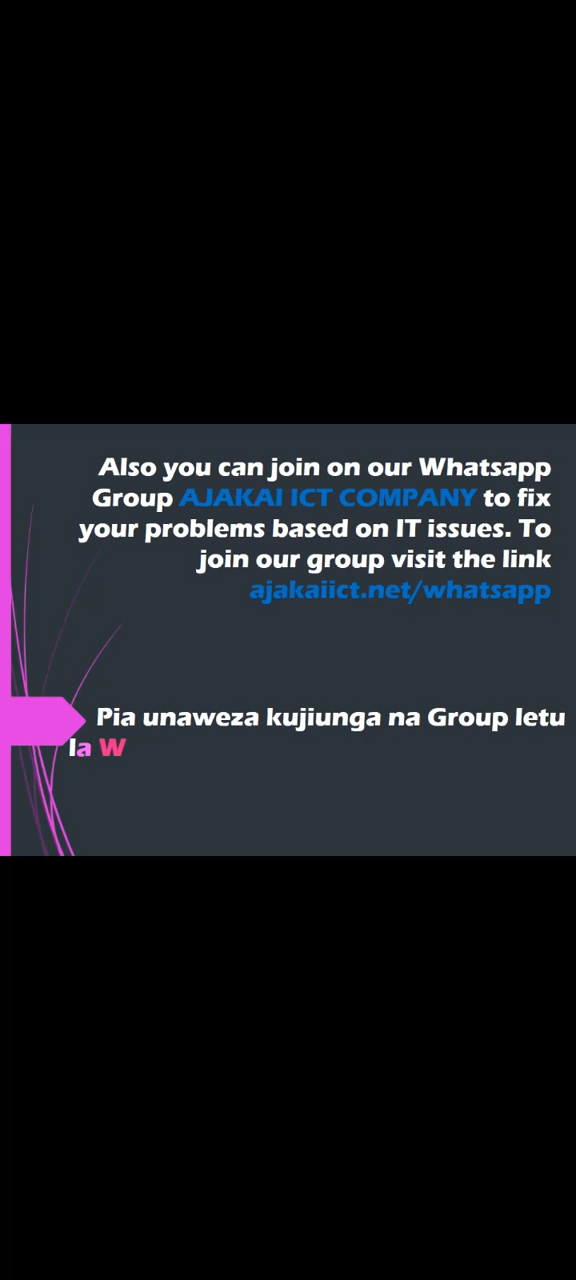 Also you can join on our Whatsapp
Group AJAKAI ICT COMPANY to fix
your problems based on IT issues. To
join our group visit the link
ajakaiict.net/whatsapp
Pia unaweza kujiunga na Group letu
la W